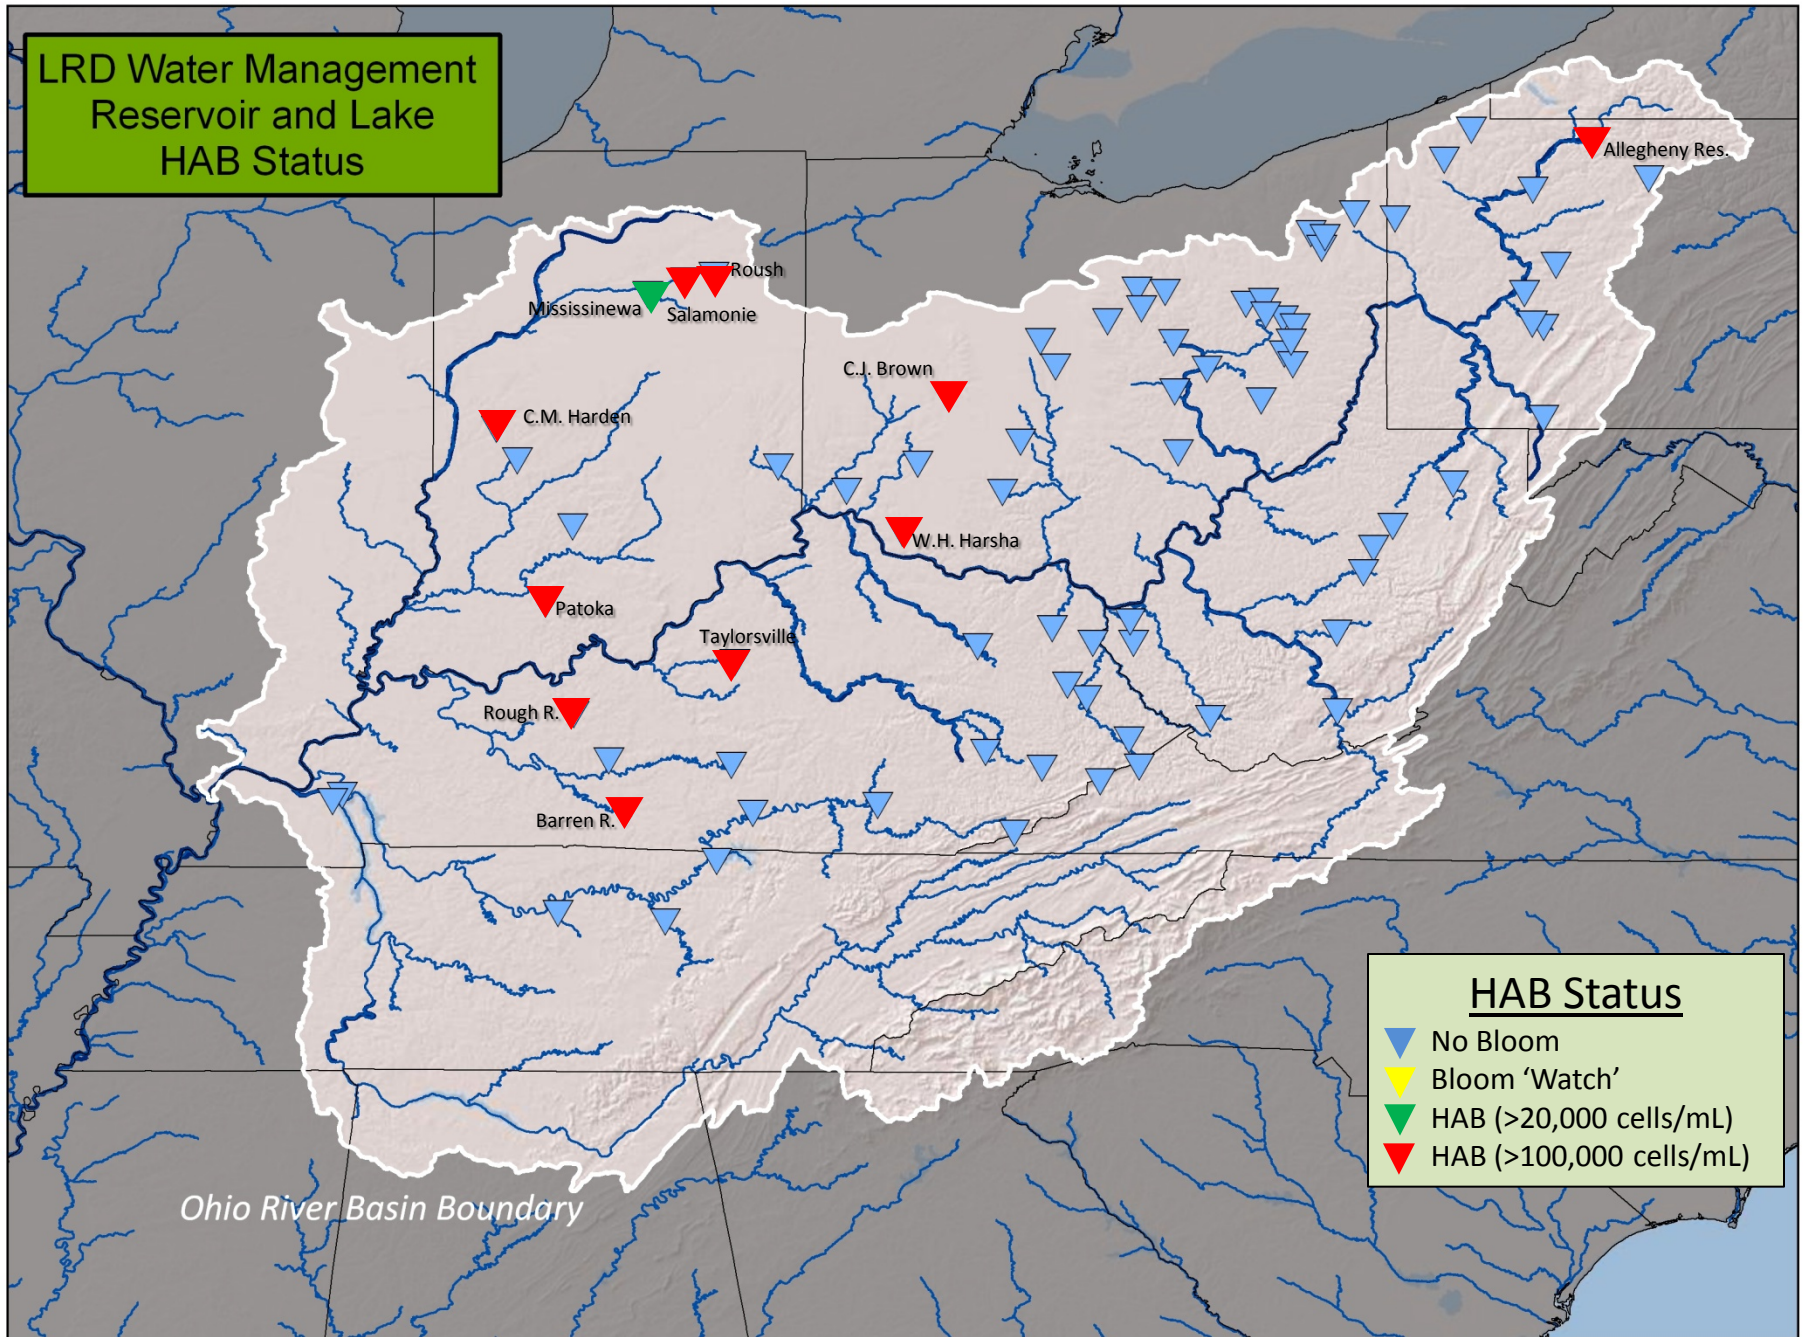 LRD Water Management
Reservoir and Lake
HAB Status
Allegheny Res.
Roush
Mississinewa
Salamonie
C.J. Brown
C.M. Harden
W.H. Harsha
Patoka
Taylorsville
Rough R.
Barren R.
HAB Status
No Bloom
Bloom ‘Watch’
HAB (>20,000 cells/mL)
HAB (>100,000 cells/mL)
Ohio River Basin Boundary